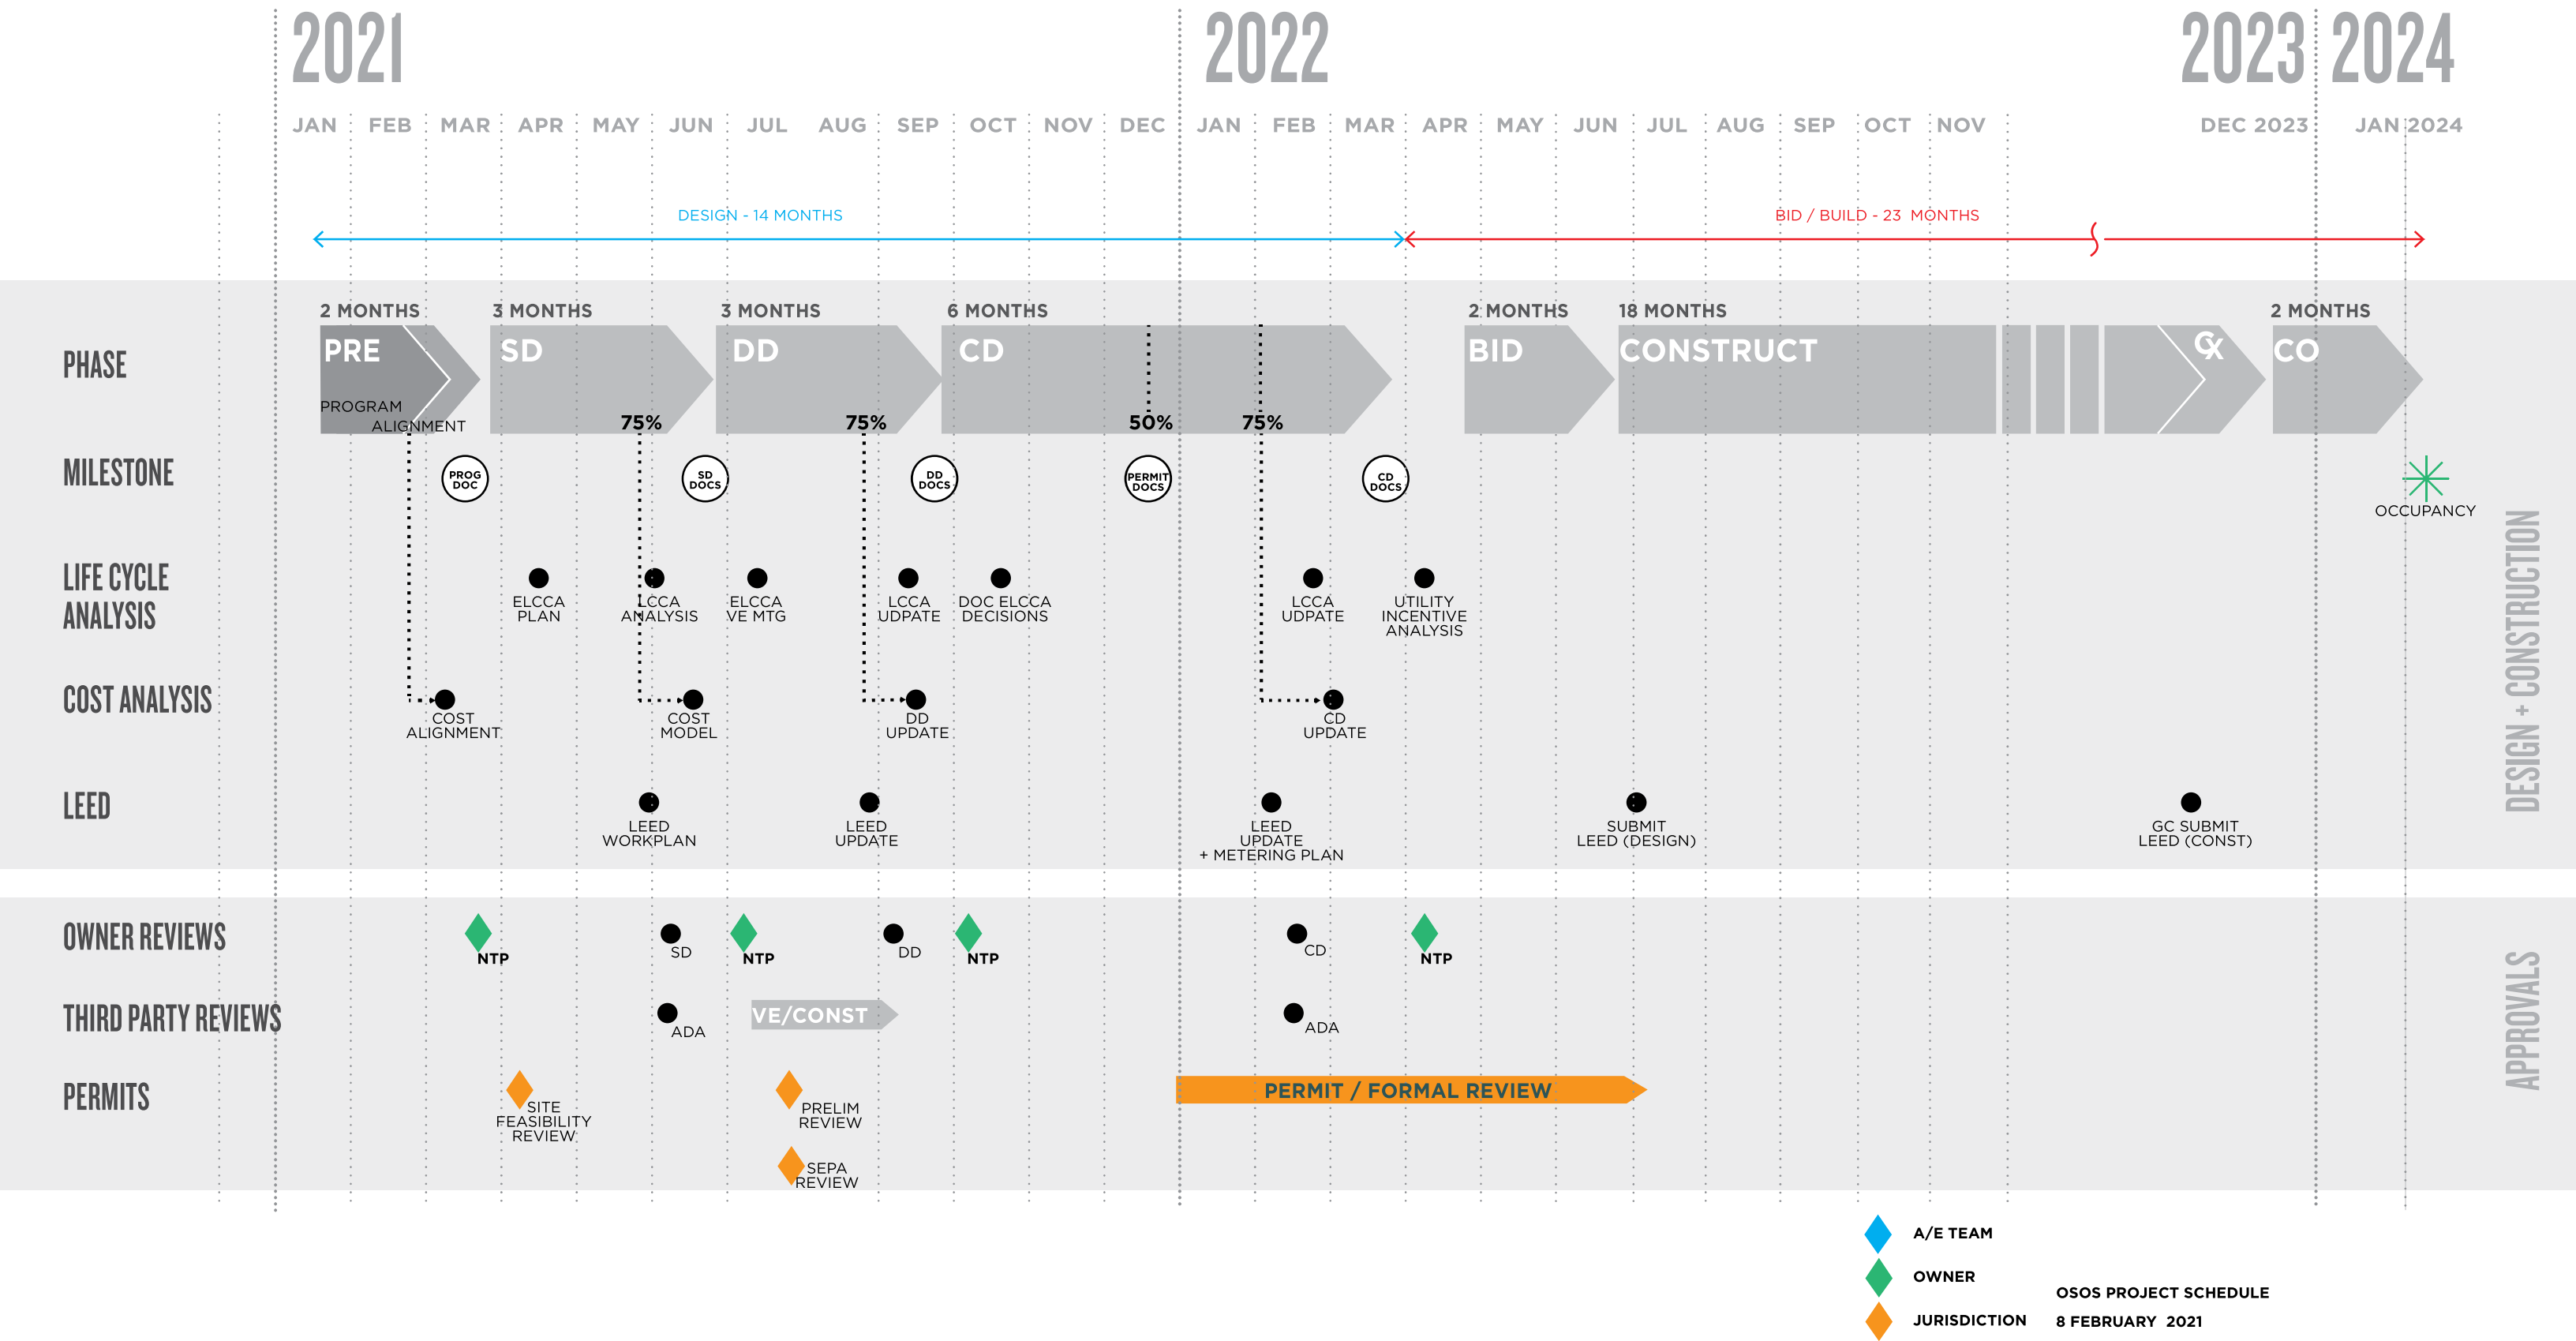 2021
2022
2023
2024
JAN FEB MAR APR MAY JUN JUL AUG SEP OCT NOV DEC JAN FEB MAR APR MAY JUN JUL AUG SEP OCT NOV DEC 2023 JAN 2024
DESIGN - 14 MONTHS
BID / BUILD - 23 MONTHS
2 MONTHS
3 MONTHS
3 MONTHS
6 MONTHS
2 MONTHS
18 MONTHS
2 MONTHS
PHASE
PRE
SD
DD
CD
BID
CONSTRUCT
CX
CO
PROGRAM
ALIGNMENT
75%
75%
50%
75%
MILESTONE
PROG
DOC
SD
DOCS
DD
DOCS
PERMIT
DOCS
CD
DOCS
OCCUPANCY
LIFE CYCLE
ANALYSIS
ELCCA
PLAN
LCCA
ANALYSIS
ELCCA
VE MTG
LCCA
UDPATE
DOC ELCCA
DECISIONS
LCCA
UDPATE
UTILITY
INCENTIVE
ANALYSIS
COST ANALYSIS
COST
ALIGNMENT
COST
MODEL
DD
UPDATE
CD
UPDATE
LEED
LEED
WORKPLAN
LEED
UPDATE
LEED
UPDATE
+ METERING PLAN
SUBMIT
LEED (DESIGN)
GC SUBMIT
LEED (CONST)
DESIGN + CONSTRUCTION
OWNER REVIEWS
NTP
SD
NTP
DD
NTP
CD
NTP
THIRD PARTY REVIEWS
ADA
VE/CONST
ADA
PERMITS
SITE
FEASIBILITY
REVIEW
PRELIM
REVIEW
SEPA
REVIEW
PERMIT / FORMAL REVIEW
APPROVALS
A/E TEAM
OWNER
JURISDICTION
OSOS PROJECT SCHEDULE
8 FEBRUARY 2021